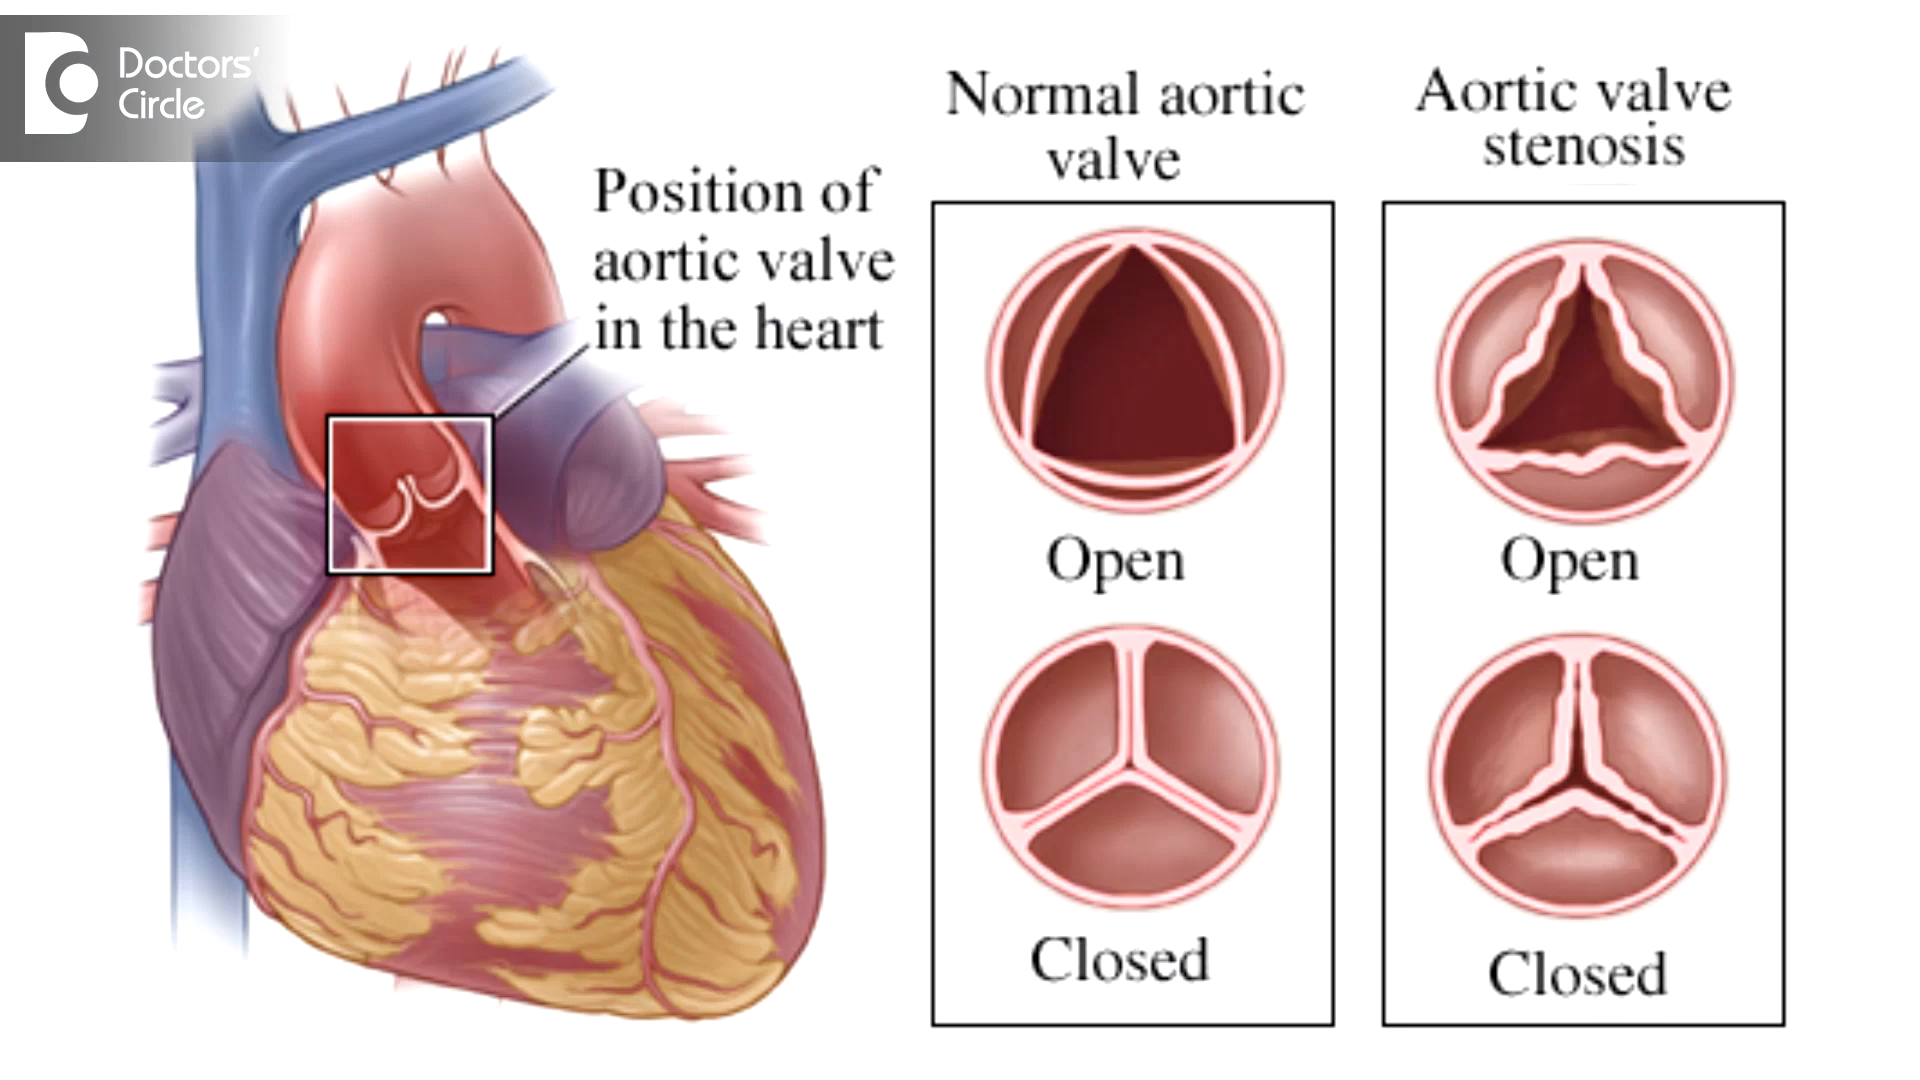 Doctors'
Circle
Position of
aortic valve
in the heart
Normal aortic
valve
Open
Closed
Aortic valve
stenosis
Open
Closed